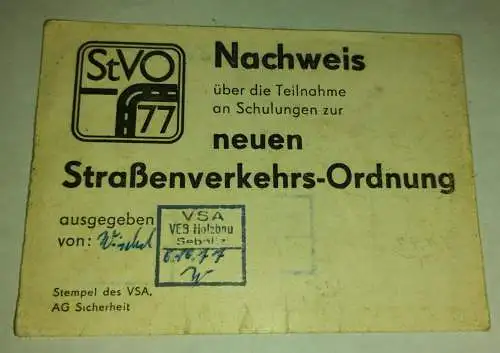 StVO
77
Nachweis
über die Teilnahme
an Schulungen zur
neuen
Straßenverkehrs-Ordnung
ausgegeben
von:
VSA
VEB Holzbau
Sebnitz
Stempel des VSA,
AG Sicherheit